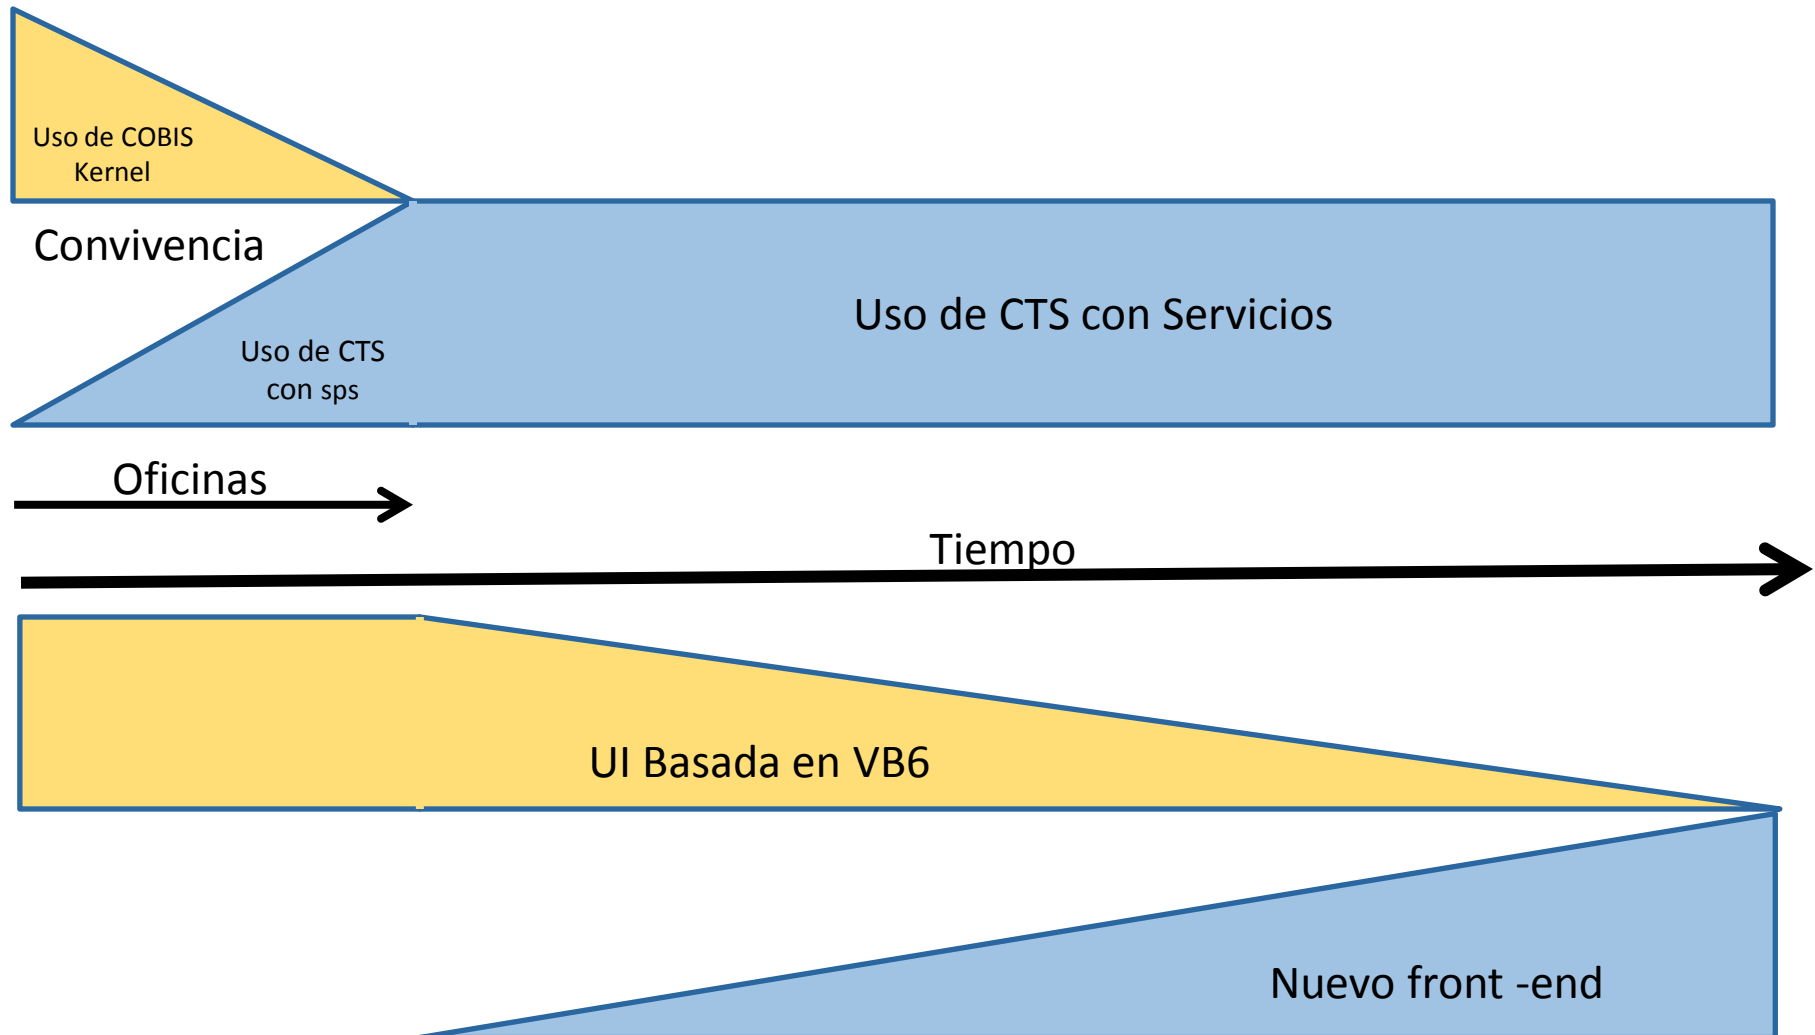 Uso de COBIS
Kernel
Convivencia
Uso de CTS con Servicios
Uso de CTS
con sps
Oficinas
Tiempo
UI Basada en VB6
Nuevo front -end